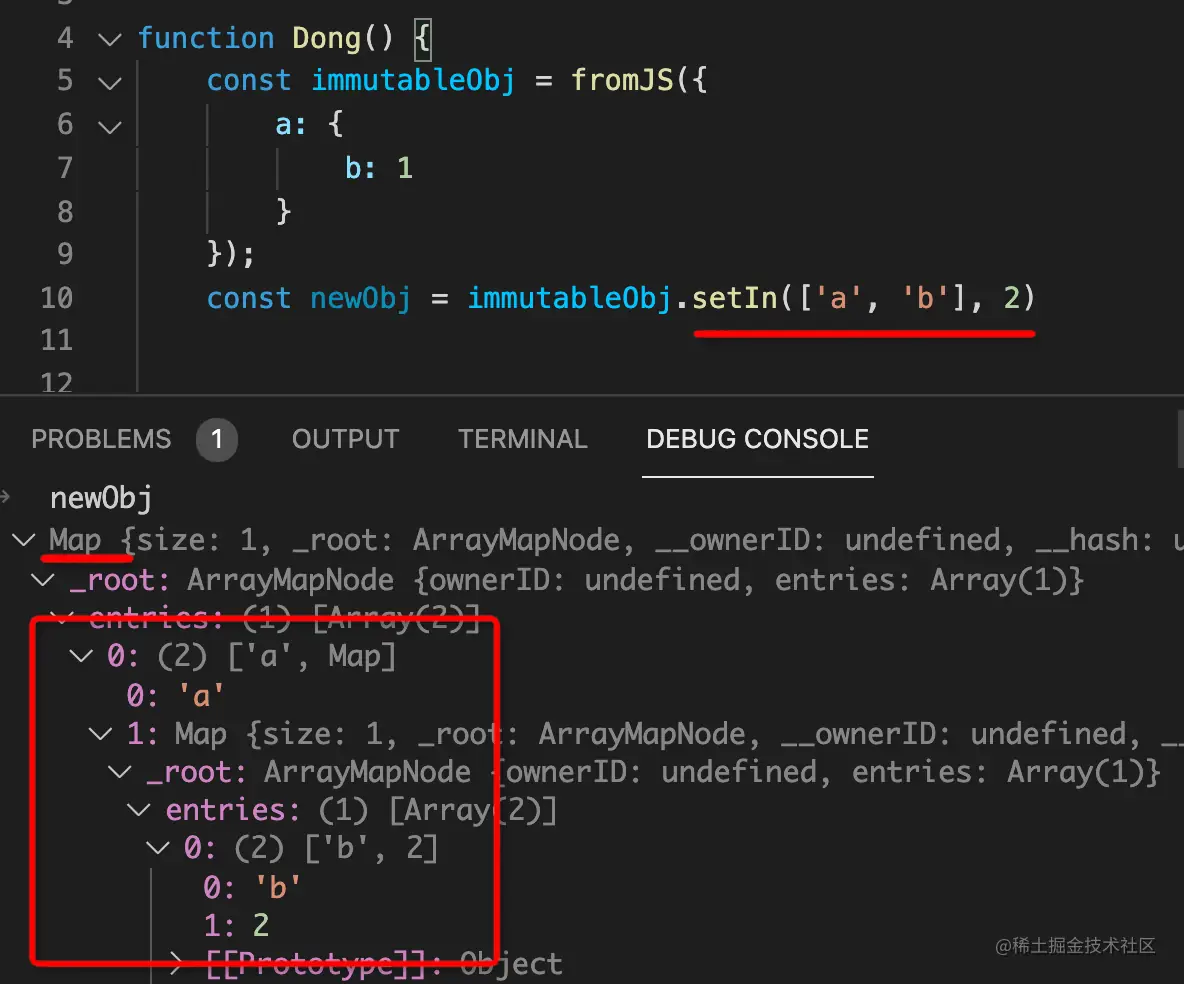 4 function Dong() {
5 const immutableObj = fromJS({
6 a: {
7 b: 1
8 }
9 });
10 const newObj = immutableObj.setIn(['a', 'b'], 2)
11
12
PROBLEMS 1 OUTPUT TERMINAL DEBUG CONSOLE
newObj
Map {size: 1, _root: ArrayMapNode, __ownerID: undefined, __hash: u
_root: ArrayMapNode {ownerID: undefined, entries: Array(1)}
entries: (1) [Array(2)]
0: (2) ['a', Map]
0: 'a'
1: Map {size: 1, _root: ArrayMapNode, __ownerID: undefined, __
_root: ArrayMapNode {ownerID: undefined, entries: Array(1)}
entries: (1) [Array(2)]
0: (2) ['b', 2]
0: 'b'
1: 2
[[Prototype]]: Object
@稀土掘金技术社区